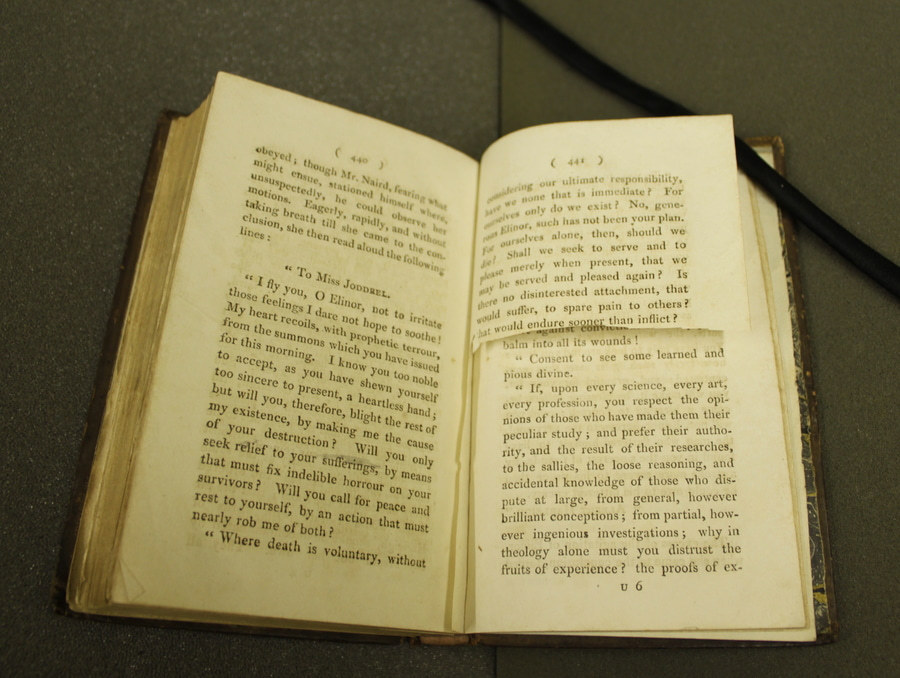 ( 440 )
obeyed; though Mr. Naird, fearing what
might ensue, stationed himself where,
unsuspectedly, he could observe her
motions. Eagerly, rapidly, and without
taking breath till she came to the con-
clusion, she then read aloud the following
lines:
“ To Miss JODDREL.
“ I fly you, O Elinor, not to irritate
those feelings I dare not hope to soothe!
My heart recoils, with prophetic terrour,
from the summons which you have issued
for this morning. I know you too noble
to accept, as you have shewn yourself
too sincere to present, a heartless hand;
but will you, therefore, blight the rest of
my existence, by making me the cause
of your destruction? Will you only
seek relief to your sufferings, by means
that must fix indelible horrour on your
survivors? Will you call for peace and
rest to yourself, by an action that must
nearly rob me of both?
“ Where death is voluntary, without
( 441 )
considering our ultimate responsibility,
have we none that is immediate? For
ourselves only do we exist? No, gene-
rous Elinor, such has not been your plan.
For ourselves alone, then, should we
die? Shall we seek to serve and to
please merely when present, that we
may be served and pleased again? Is
there no disinterested attachment, that
would suffer, to spare pain to others?
that would endure sooner than inflict?
against
balm into all its wounds!
“ Consent to see some learned and
pious divine.
“ If, upon every science, every art,
every profession, you respect the opi-
nions of those who have made them their
peculiar study; and prefer their autho-
rity, and the result of their researches,
to the sallies, the loose reasoning, and
accidental knowledge of those who dis-
pute at large, from general, however
brilliant conceptions; from partial, how-
ever ingenious investigations; why in
theology alone must you distrust the
fruits of experience? the proofs of ex-
U 6